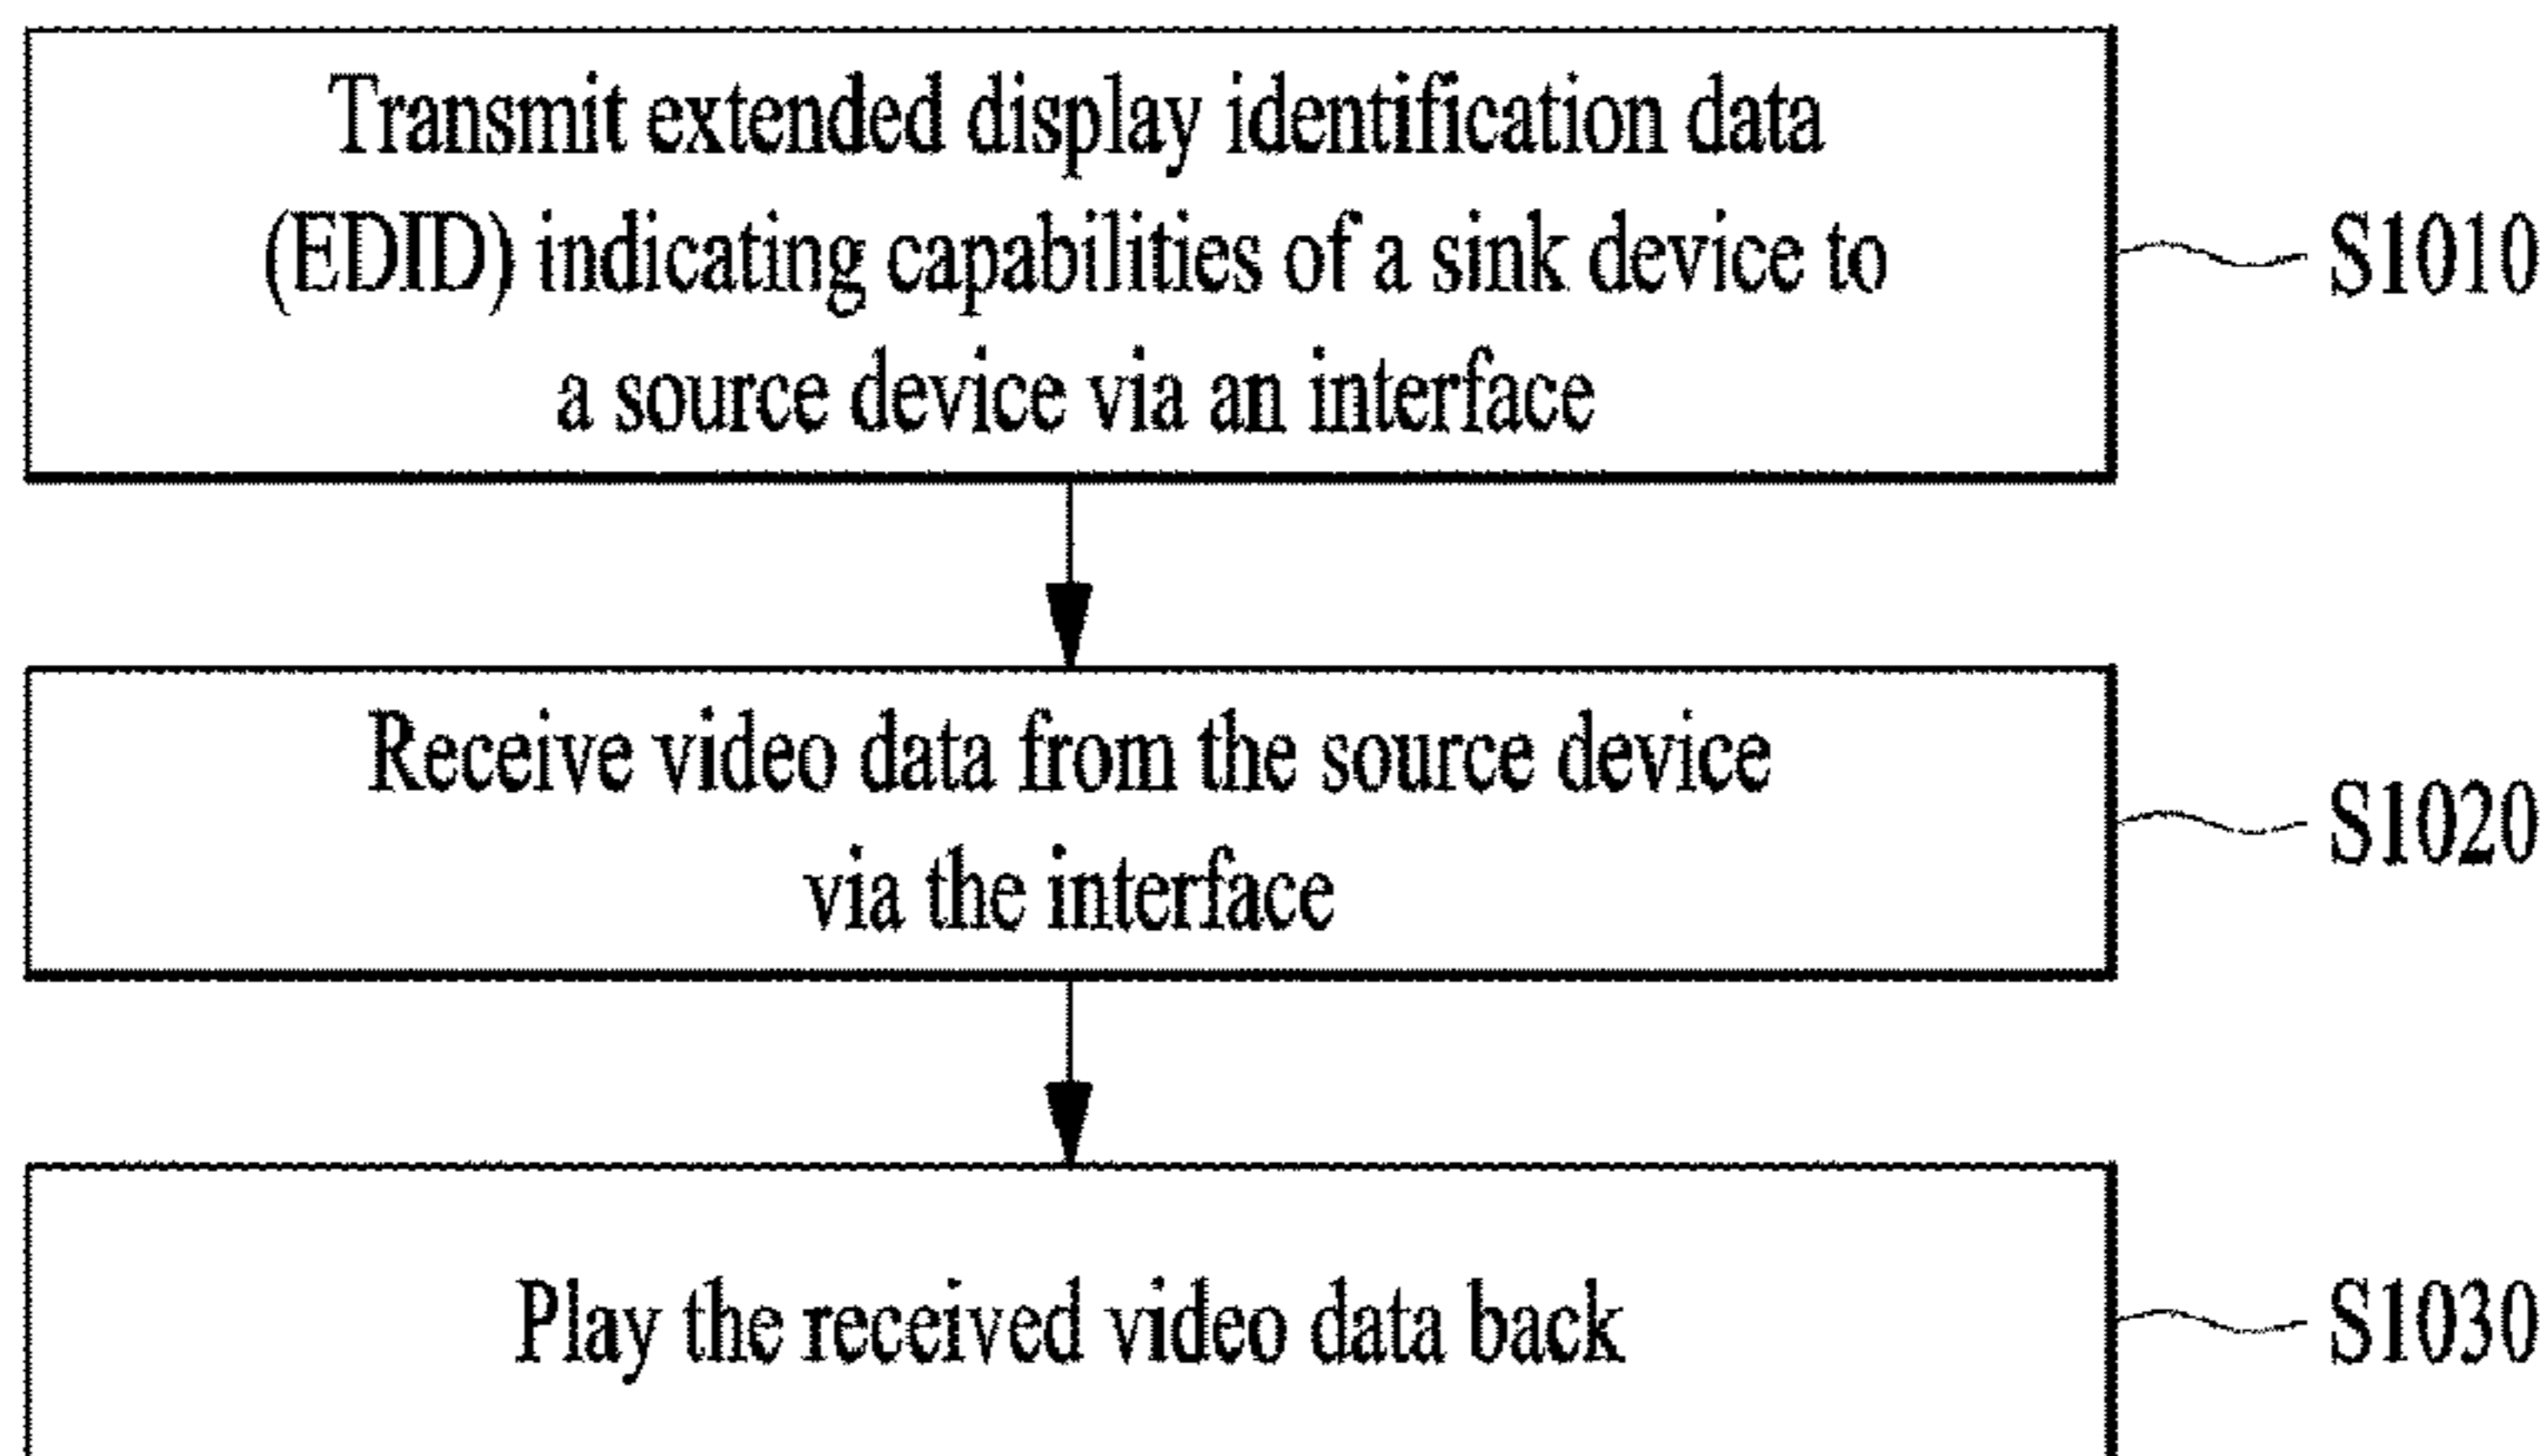 Transmit extended display identification data
(EDID) indicating capabilities of a sink device to
a source device via an interface
S1010
Receive video data from the source device
via the interface
S1020
Play the received video data back
S1030